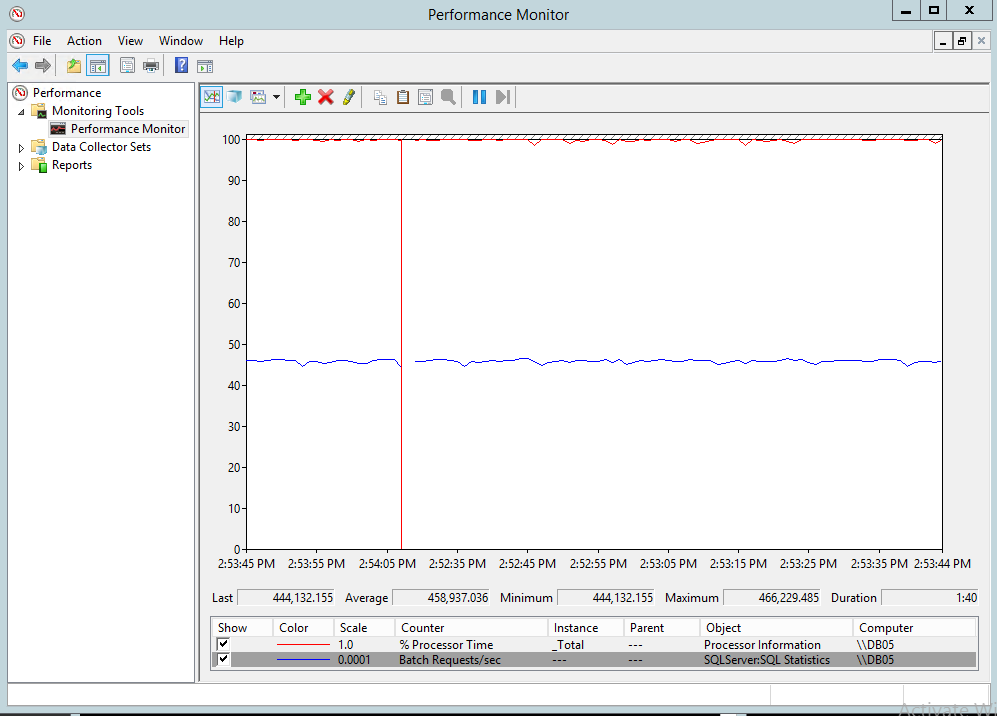 Performance Monitor
File Action View Window Help
Performance
Monitoring Tools
Performance Monitor
Data Collector Sets
Reports
100
90
80
70
60
50
40
30
20
10
0
2:53:45 PM 2:53:55 PM 2:54:05 PM 2:52:35 PM 2:52:45 PM 2:52:55 PM 2:53:05 PM 2:53:15 PM 2:53:25 PM 2:53:35 PM 2:53:44 PM
Last 444,132.155 Average 458,937.036 Minimum 444,132.155 Maximum 466,229.485 Duration 1:40
Show Color Scale Counter Instance Parent Object Computer
1.0 % Processor Time _Total --- Processor Information \\DB05
0.0001 Batch Requests/sec --- --- SQLServer:SQL Statistics \\DB05
Activate Wi